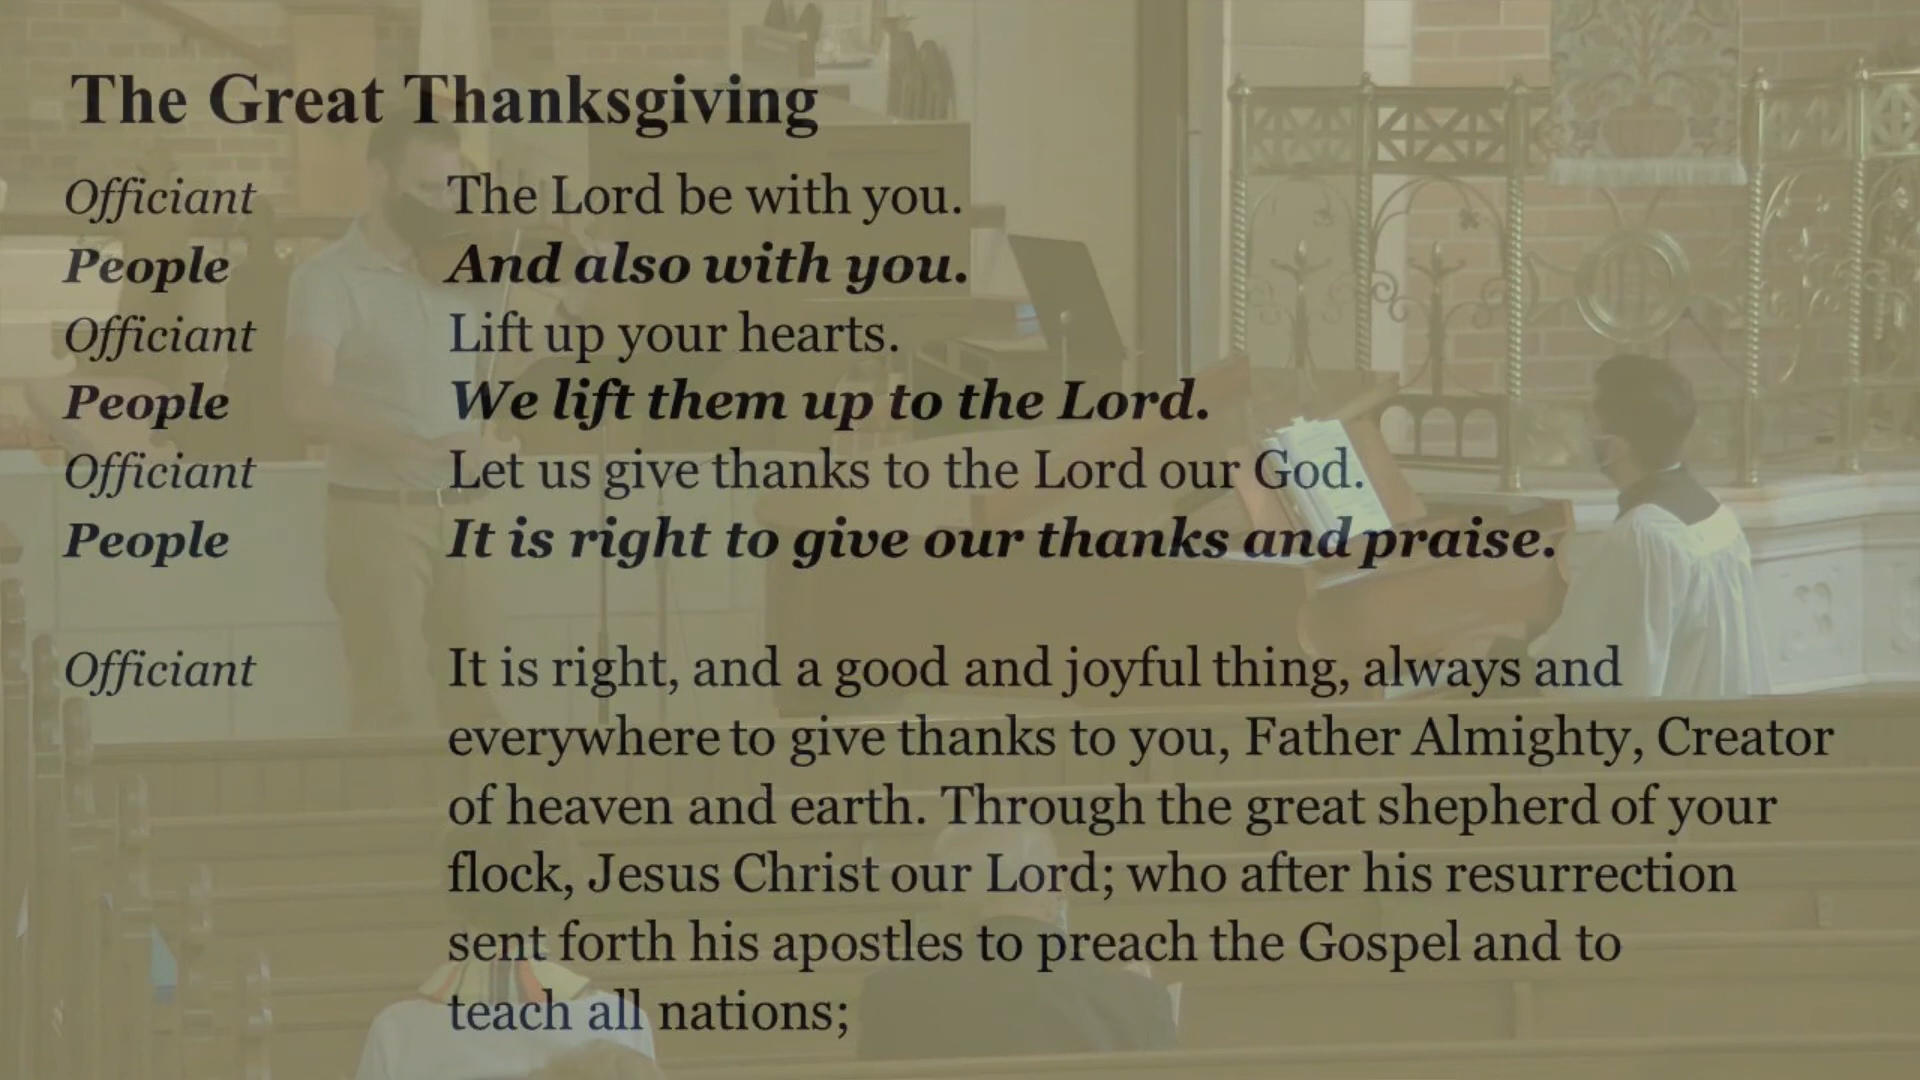 The Great Thanksgiving
Officiant The Lord be with you.
People And also with you.
Officiant Lift up your hearts.
People We lift them up to the Lord.
Officiant Let us give thanks to the Lord our God.
People It is right to give our thanks and praise.
Officiant It is right, and a good and joyful thing, always and
everywhere to give thanks to you, Father Almighty, Creator
of heaven and earth. Through the great shepherd of your
flock, Jesus Christ our Lord; who after his resurrection
sent forth his apostles to preach the Gospel and to
teach all nations;